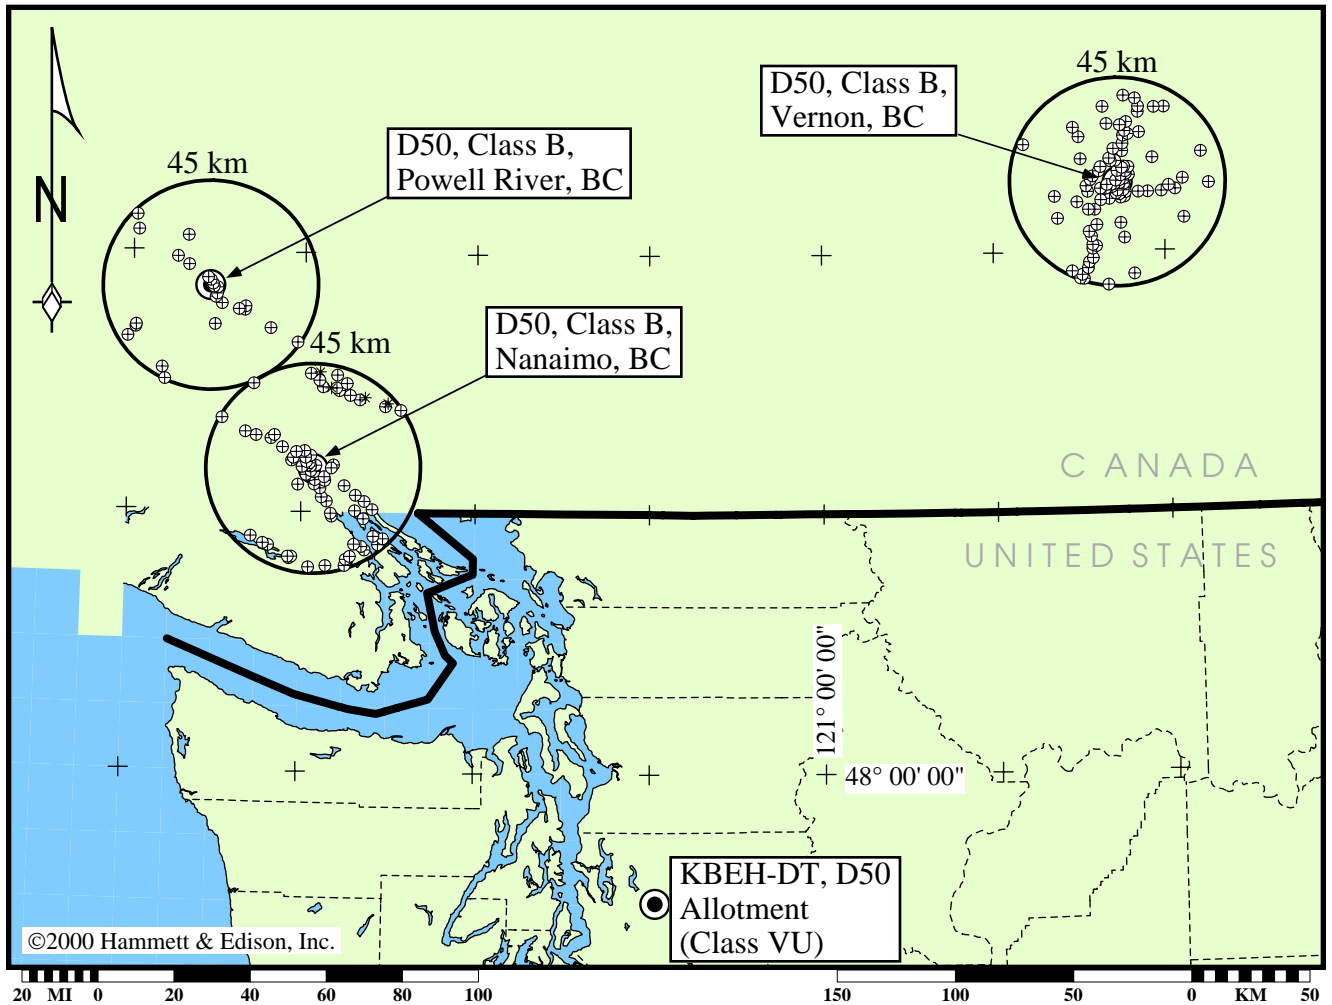 45 km
D50, Class B,
Vernon, BC
D50, Class B,
Powell River, BC
45 km
N
D50, Class B,
Nanaimo, BC
45 km
CANADA
UNITED STATES
121° 00' 00"
48° 00' 00"
KBEH-DT, D50
Allotment
(Class VU)
©2000 Hammett & Edison, Inc.
20 MI 0 20 40 60 80 100
150 100 50 0 KM 50